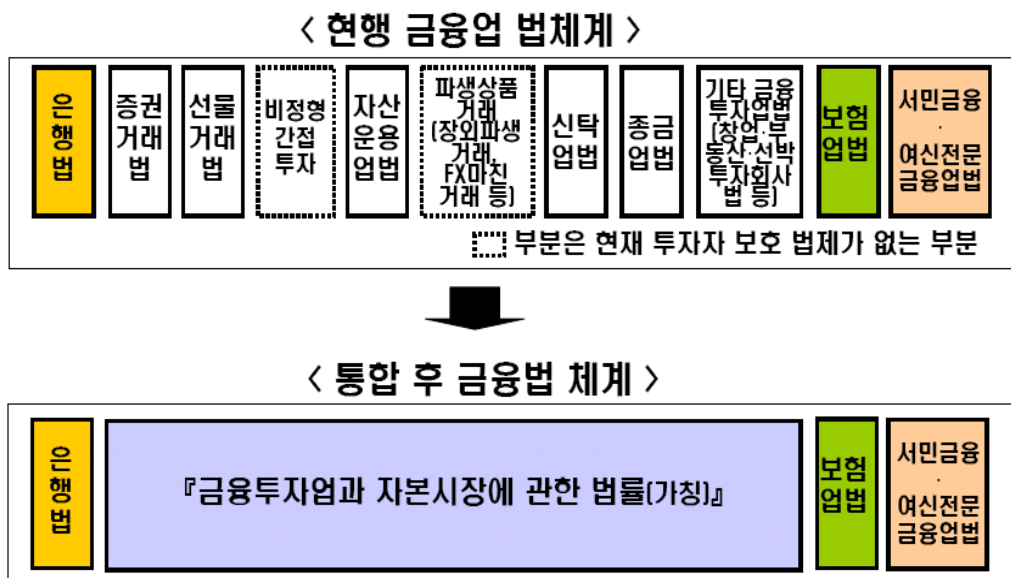 〈 현행 금융업 법체계 〉
은
행
법
증권
거래
법
선물
거래
법
비정형
간접
투자
자산
운용
업법
파생상품
거래
(장외파생
거래,
FX마진
거래 등)
신탁
업법
종금
업법
기타 금융
투자업법
(창업·부
동산·선박
투자회사
법 등)
보험
업법
서민금융
·
여신전문
금융업법
부분은 현재 투자자 보호 법제가 없는 부분
〈 통합 후 금융법 체계 〉
은
행
법
『금융투자업과 자본시장에 관한 법률(가칭)』
보험
업법
서민금융
·
여신전문
금융업법